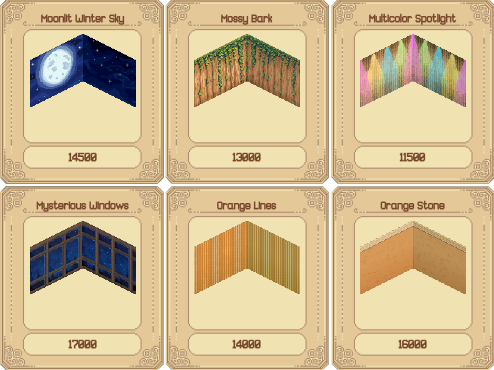 Moonlit Winter Sky
14500
Mossy Bark
13000
Multicolor Spotlight
11500
Mysterious Windows
17000
Orange Lines
14000
Orange Stone
16000